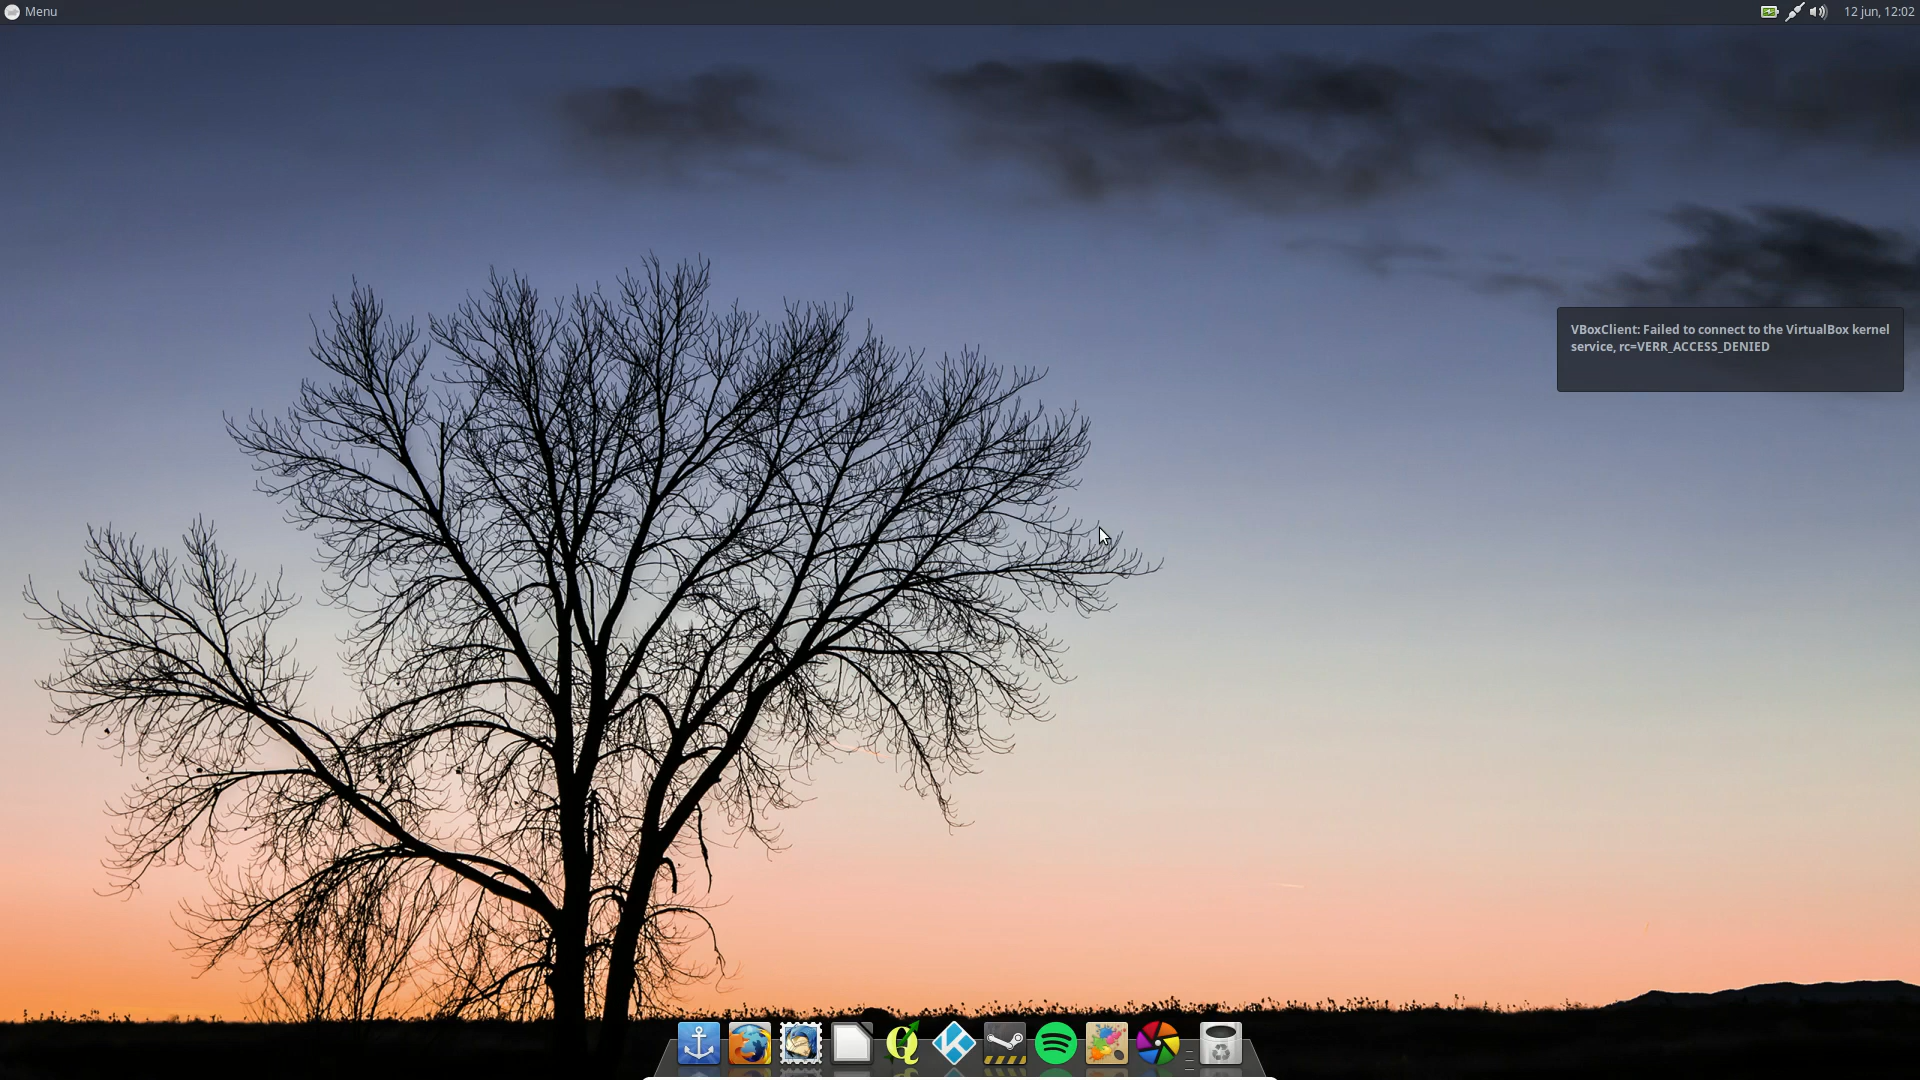 Menu
12 jun, 12:02
VBoxClient: Failed to connect to the VirtualBox kernel
service, rc=VERR_ACCESS_DENIED